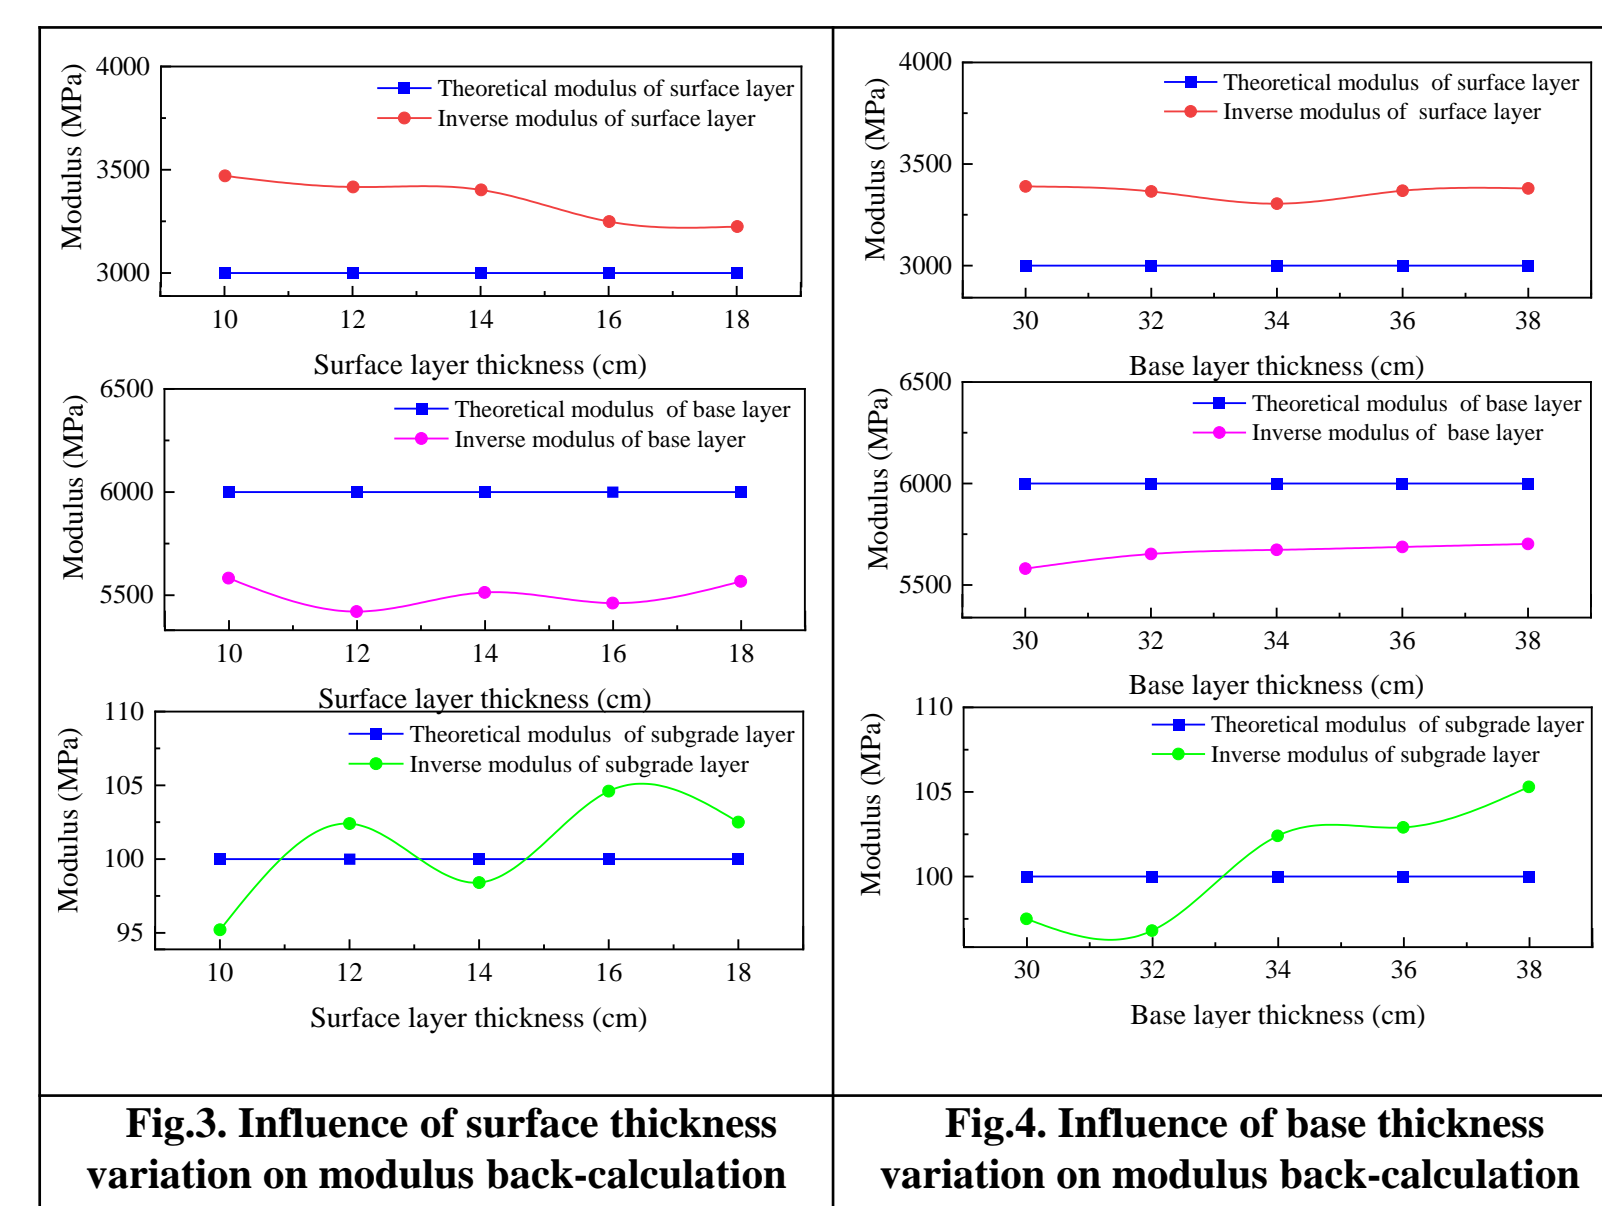 4000
3500
3000
Modulus (MPa)
Theoretical modulus of surface layer
Inverse modulus of surface layer
10 12 14 16 18
Surface layer thickness (cm)
6500
6000
5500
Modulus (MPa)
Theoretical modulus of base layer
Inverse modulus of base layer
10 12 14 16 18
Surface layer thickness (cm)
110
105
100
95
Modulus (MPa)
Theoretical modulus of subgrade layer
Inverse modulus of subgrade layer
10 12 14 16 18
Surface layer thickness (cm)
Fig.3. Influence of surface thickness
variation on modulus back-calculation
4000
3500
3000
Modulus (MPa)
Theoretical modulus of surface layer
Inverse modulus of surface layer
30 32 34 36 38
Base layer thickness (cm)
6500
6000
5500
Modulus (MPa)
Theoretical modulus of base layer
Inverse modulus of base layer
30 32 34 36 38
Base layer thickness (cm)
110
105
100
Modulus (MPa)
Theoretical modulus of subgrade layer
Inverse modulus of subgrade layer
30 32 34 36 38
Base layer thickness (cm)
Fig.4. Influence of base thickness
variation on modulus back-calculation